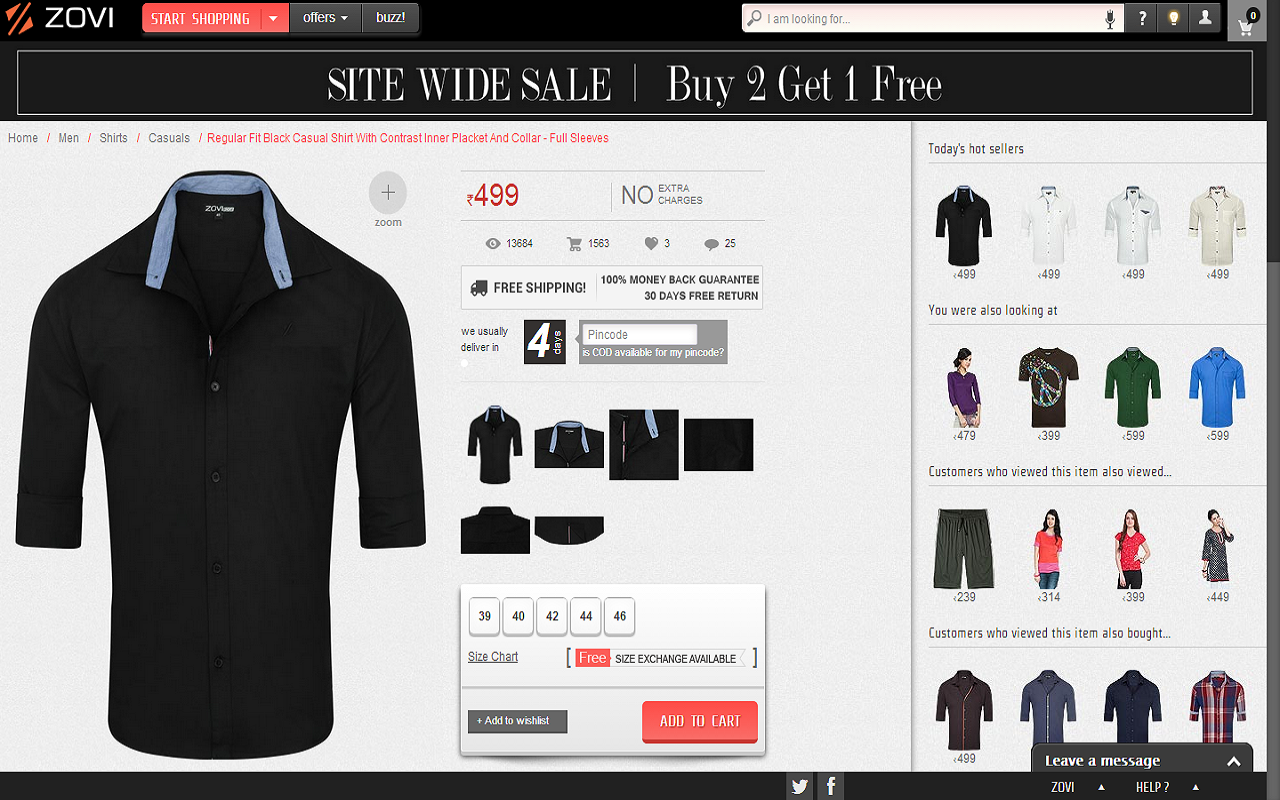 ZOVI
START SHOPPING
offers
buzz!
I am looking for...
?
0
SITE WIDE SALE | Buy 2 Get 1 Free
Home / Men / Shirts / Casuals / Regular Fit Black Casual Shirt With Contrast Inner Placket And Collar - Full Sleeves
ZOVI
zoom
₹499
NO EXTRA
CHARGES
13684
1563
3
25
FREE SHIPPING!
100% MONEY BACK GUARANTEE
30 DAYS FREE RETURN
we usually
deliver in
4 days
Pincode
is COD available for my pincode?
39 40 42 44 46
Size Chart
[ Free SIZE EXCHANGE AVAILABLE ]
+ Add to wishlist
ADD TO CART
Today's hot sellers
₹499 ₹499 ₹499 ₹499
You were also looking at
₹479 ₹399 ₹599 ₹599
Customers who viewed this item also viewed...
₹239 ₹314 ₹399 ₹449
Customers who viewed this item also bought...
₹499
Leave a message
ZOVI
HELP ?